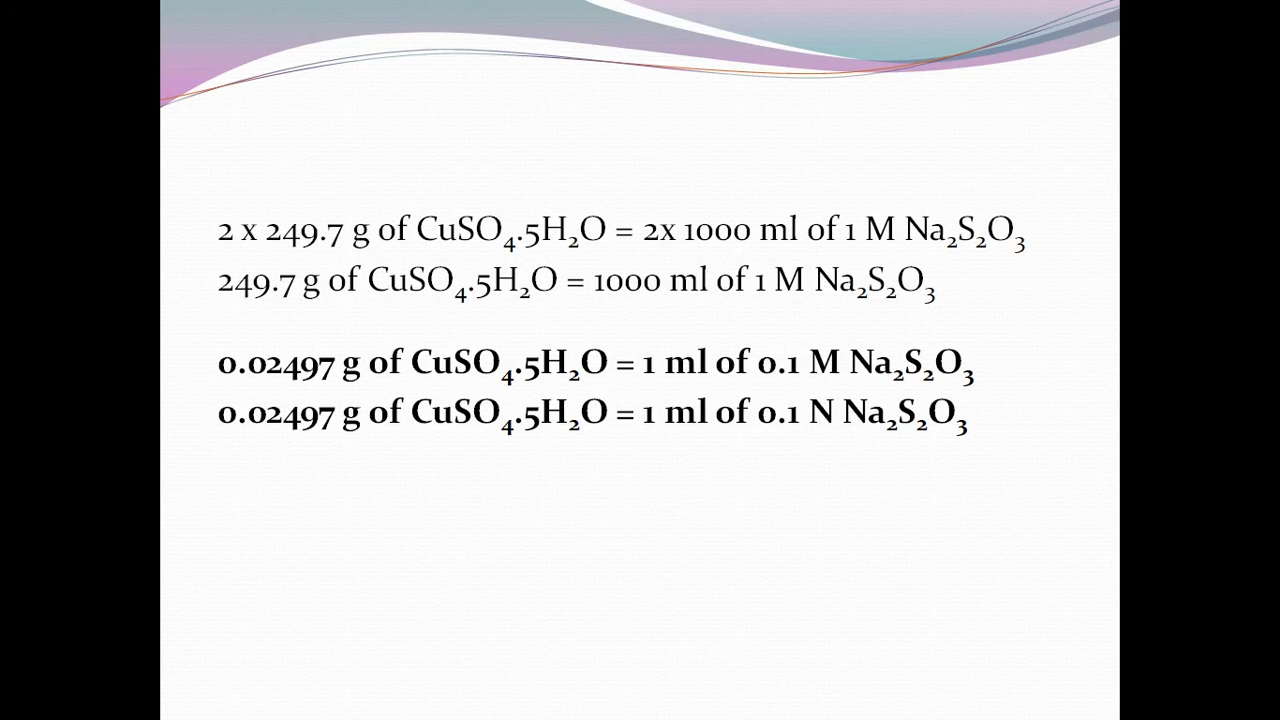 2 x 249.7 g of CuSO₄.5H₂O = 2x 1000 ml of 1 M Na₂S₂O₃
249.7 g of CuSO₄.5H₂O = 1000 ml of 1 M Na₂S₂O₃
0.02497 g of CuSO₄.5H₂O = 1 ml of 0.1 M Na₂S₂O₃
0.02497 g of CuSO₄.5H₂O = 1 ml of 0.1 N Na₂S₂O₃